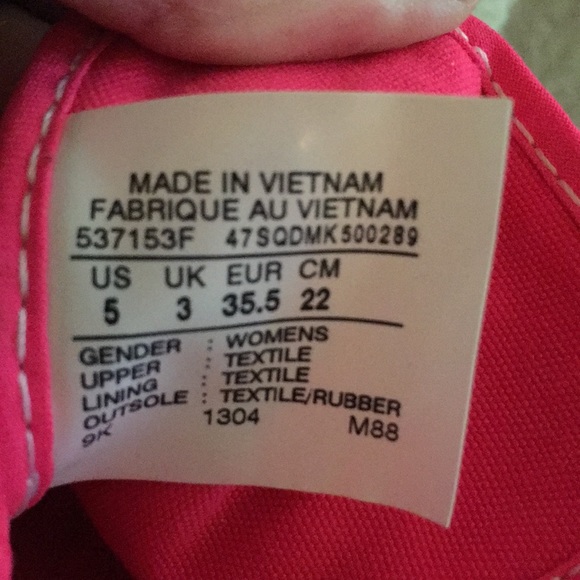 MADE IN VIETNAM
FABRIQUE AU VIETNAM
537153F 47SQDMK500289
US UK EUR CM
5 3 35.5 22
GENDER : WOMENS
UPPER : TEXTILE
LINING : TEXTILE
OUTSOLE : TEXTILE/RUBBER
9K 1304 M88